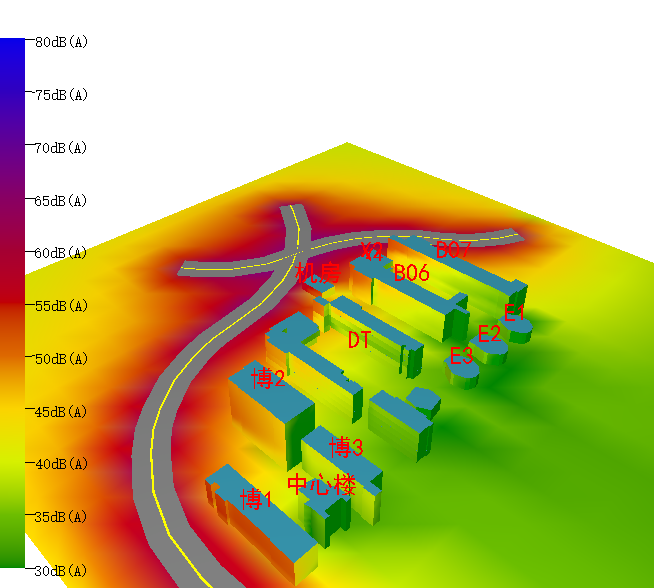 80dB(A)
75dB(A)
70dB(A)
65dB(A)
60dB(A)
55dB(A)
50dB(A)
45dB(A)
40dB(A)
35dB(A)
30dB(A)
B07
机房
B06
E1
DT
E2
E3
博2
博3
中心楼
博1